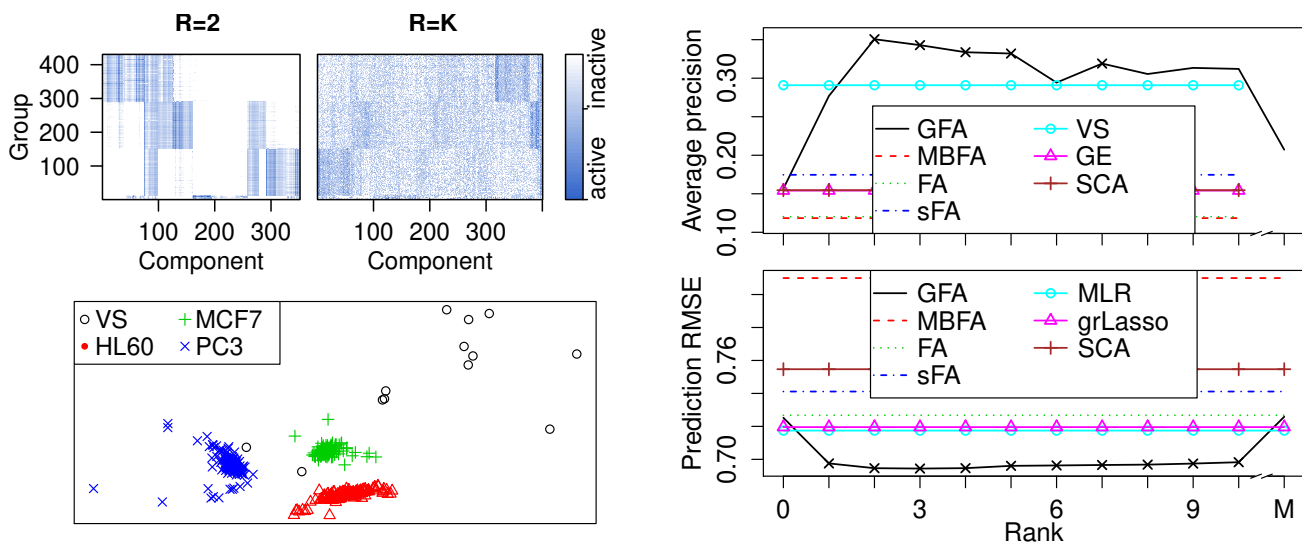 R=2
R=K
400
300
200
100
Group
100 200 300
Component
100 200 300
Component
active inactive
VS
HL60
MCF7
PC3
0.30
0.20
0.10
Average precision
GFA
MBFA
FA
sFA
VS
GE
SCA
0.76
0.70
Prediction RMSE
GFA
MBFA
FA
sFA
MLR
grLasso
SCA
0 3 6 9 M
Rank